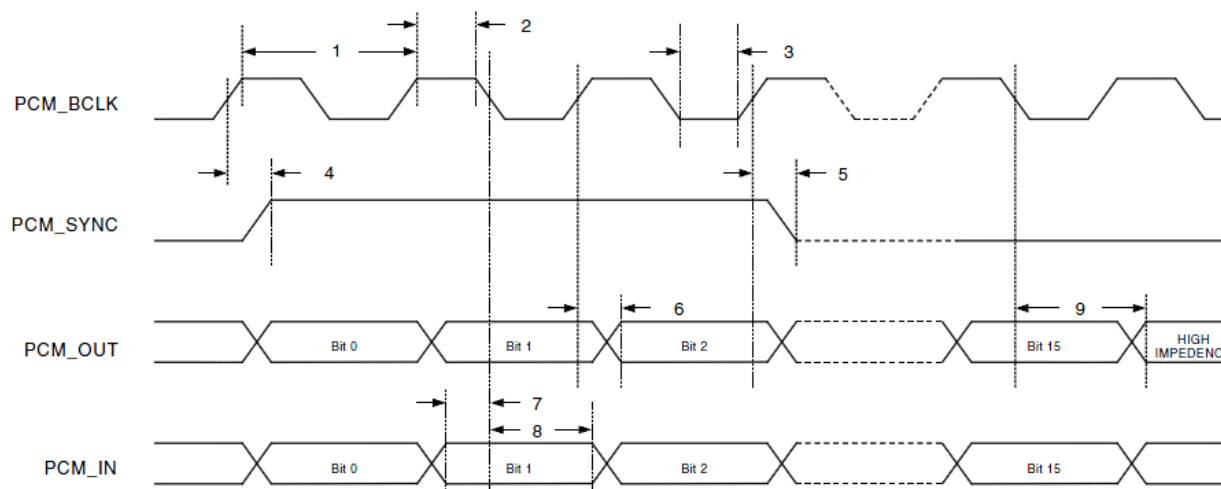 1
2
3
PCM_BCLK
4
5
PCM_SYNC
6
9
PCM_OUT
Bit 0
Bit 1
Bit 2
Bit 15
HIGH
IMPEDENC
7
8
PCM_IN
Bit 0
Bit 1
Bit 2
Bit 15